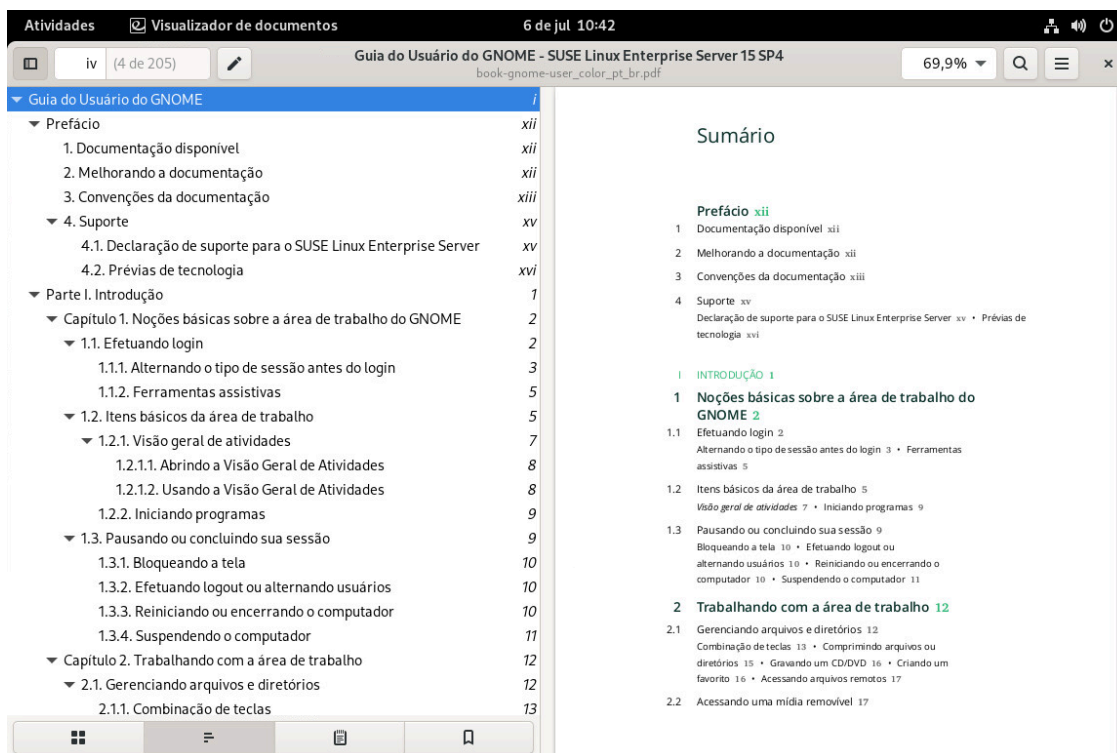 Atividades Visualizador de documentos 6 de jul 10:42
iv (4 de 205) Guia do Usuário do GNOME - SUSE Linux Enterprise Server 15 SP4 69,9%
book-gnome-user_color_pt_br.pdf
Guia do Usuário do GNOME i
Prefácio xii
1. Documentação disponível xii
2. Melhorando a documentação xii
3. Convenções da documentação xiii
4. Suporte xv
4.1. Declaração de suporte para o SUSE Linux Enterprise Server xv
4.2. Prévias de tecnologia xvi
Parte I. Introdução 1
Capítulo 1. Noções básicas sobre a área de trabalho do GNOME 2
1.1. Efetuando login 2
1.1.1. Alternando o tipo de sessão antes do login 3
1.1.2. Ferramentas assistivas 5
1.2. Itens básicos da área de trabalho 5
1.2.1. Visão geral de atividades 7
1.2.1.1. Abrindo a Visão Geral de Atividades 8
1.2.1.2. Usando a Visão Geral de Atividades 8
1.2.2. Iniciando programas 9
1.3. Pausando ou concluindo sua sessão 9
1.3.1. Bloqueando a tela 10
1.3.2. Efetuando logout ou alternando usuários 10
1.3.3. Reiniciando ou encerrando o computador 10
1.3.4. Suspendendo o computador 11
Capítulo 2. Trabalhando com a área de trabalho 12
2.1. Gerenciando arquivos e diretórios 12
2.1.1. Combinação de teclas 13
Sumário
Prefácio xii
1 Documentação disponível xii
2 Melhorando a documentação xii
3 Convenções da documentação xiii
4 Suporte xv
Declaração de suporte para o SUSE Linux Enterprise Server xv • Prévias de
tecnologia xvi
I INTRODUÇÃO 1
1 Noções básicas sobre a área de trabalho do
GNOME 2
1.1 Efetuando login 2
Alternando o tipo de sessão antes do login 3 • Ferramentas
assistivas 5
1.2 Itens básicos da área de trabalho 5
Visão geral de atividades 7 • Iniciando programas 9
1.3 Pausando ou concluindo sua sessão 9
Bloqueando a tela 10 • Efetuando logout ou
alternando usuários 10 • Reiniciando ou encerrando o
computador 10 • Suspendendo o computador 11
2 Trabalhando com a área de trabalho 12
2.1 Gerenciando arquivos e diretórios 12
Combinação de teclas 13 • Comprimindo arquivos ou
diretórios 15 • Gravando um CD/DVD 16 • Criando um
favorito 16 • Acessando arquivos remotos 17
2.2 Acessando uma mídia removível 17